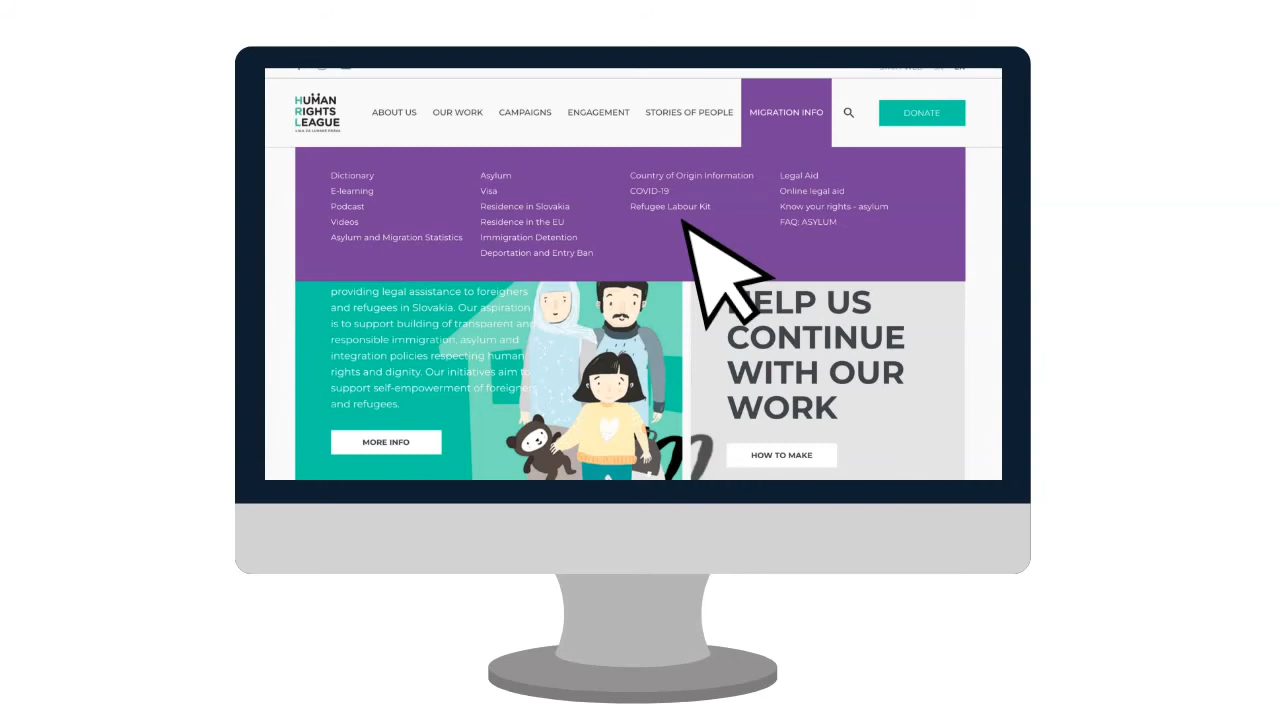 HUMAN
RIGHTS
LEAGUE
LIGA ZA ĽUDSKÉ PRÁVA
ABOUT US
OUR WORK
CAMPAIGNS
ENGAGEMENT
STORIES OF PEOPLE
MIGRATION INFO
DONATE
Dictionary
E-learning
Podcast
Videos
Asylum and Migration Statistics
Asylum
Visa
Residence in Slovakia
Residence in the EU
Immigration Detention
Deportation and Entry Ban
Country of Origin Information
COVID-19
Refugee Labour Kit
Legal Aid
Online legal aid
Know your rights - asylum
FAQ: ASYLUM
providing legal assistance to foreigners
and refugees in Slovakia. Our aspiration
is to support building of transparent and
responsible immigration, asylum and
integration policies respecting human
rights and dignity. Our initiatives aim to
support self-empowerment of foreigners
and refugees.
MORE INFO
HELP US
CONTINUE
WITH OUR
WORK
HOW TO MAKE